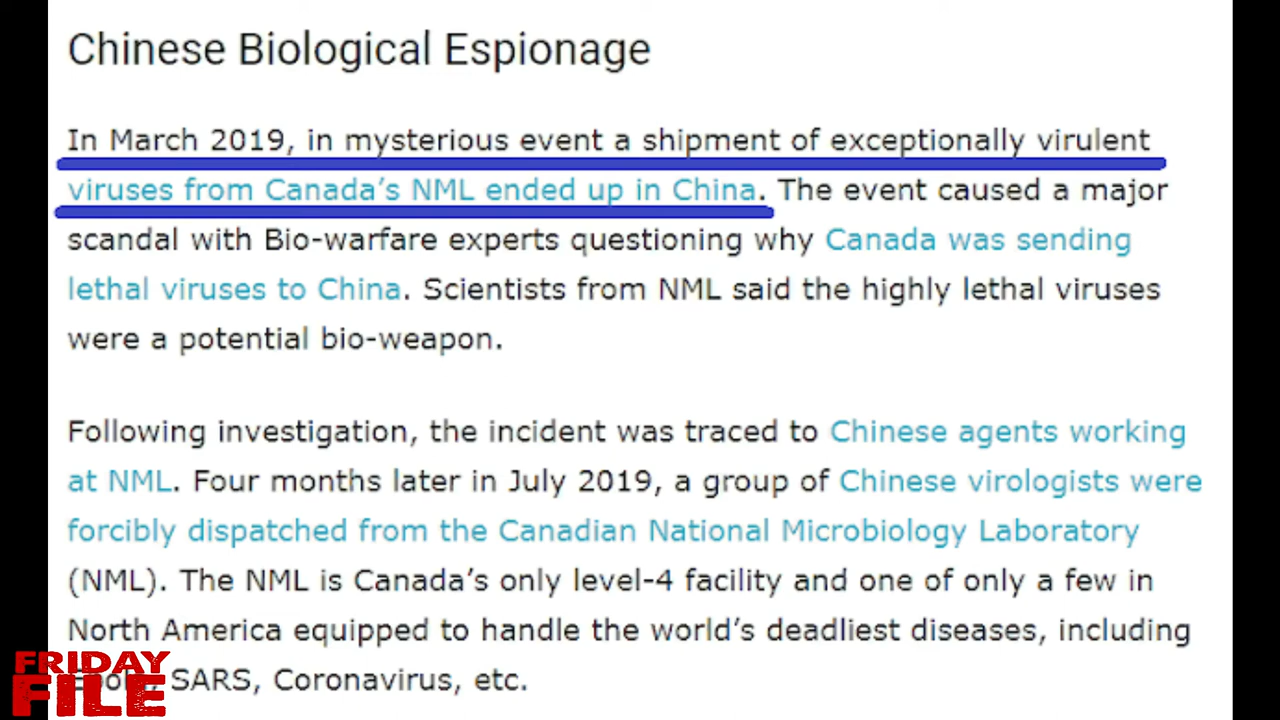 Chinese Biological Espionage
In March 2019, in mysterious event a shipment of exceptionally virulent
viruses from Canada's NML ended up in China. The event caused a major
scandal with Bio-warfare experts questioning why Canada was sending
lethal viruses to China. Scientists from NML said the highly lethal viruses
were a potential bio-weapon.
Following investigation, the incident was traced to Chinese agents working
at NML. Four months later in July 2019, a group of Chinese virologists were
forcibly dispatched from the Canadian National Microbiology Laboratory
(NML). The NML is Canada's only level-4 facility and one of only a few in
North America equipped to handle the world's deadliest diseases, including
SARS, Coronavirus, etc.
FRIDAY
FILE